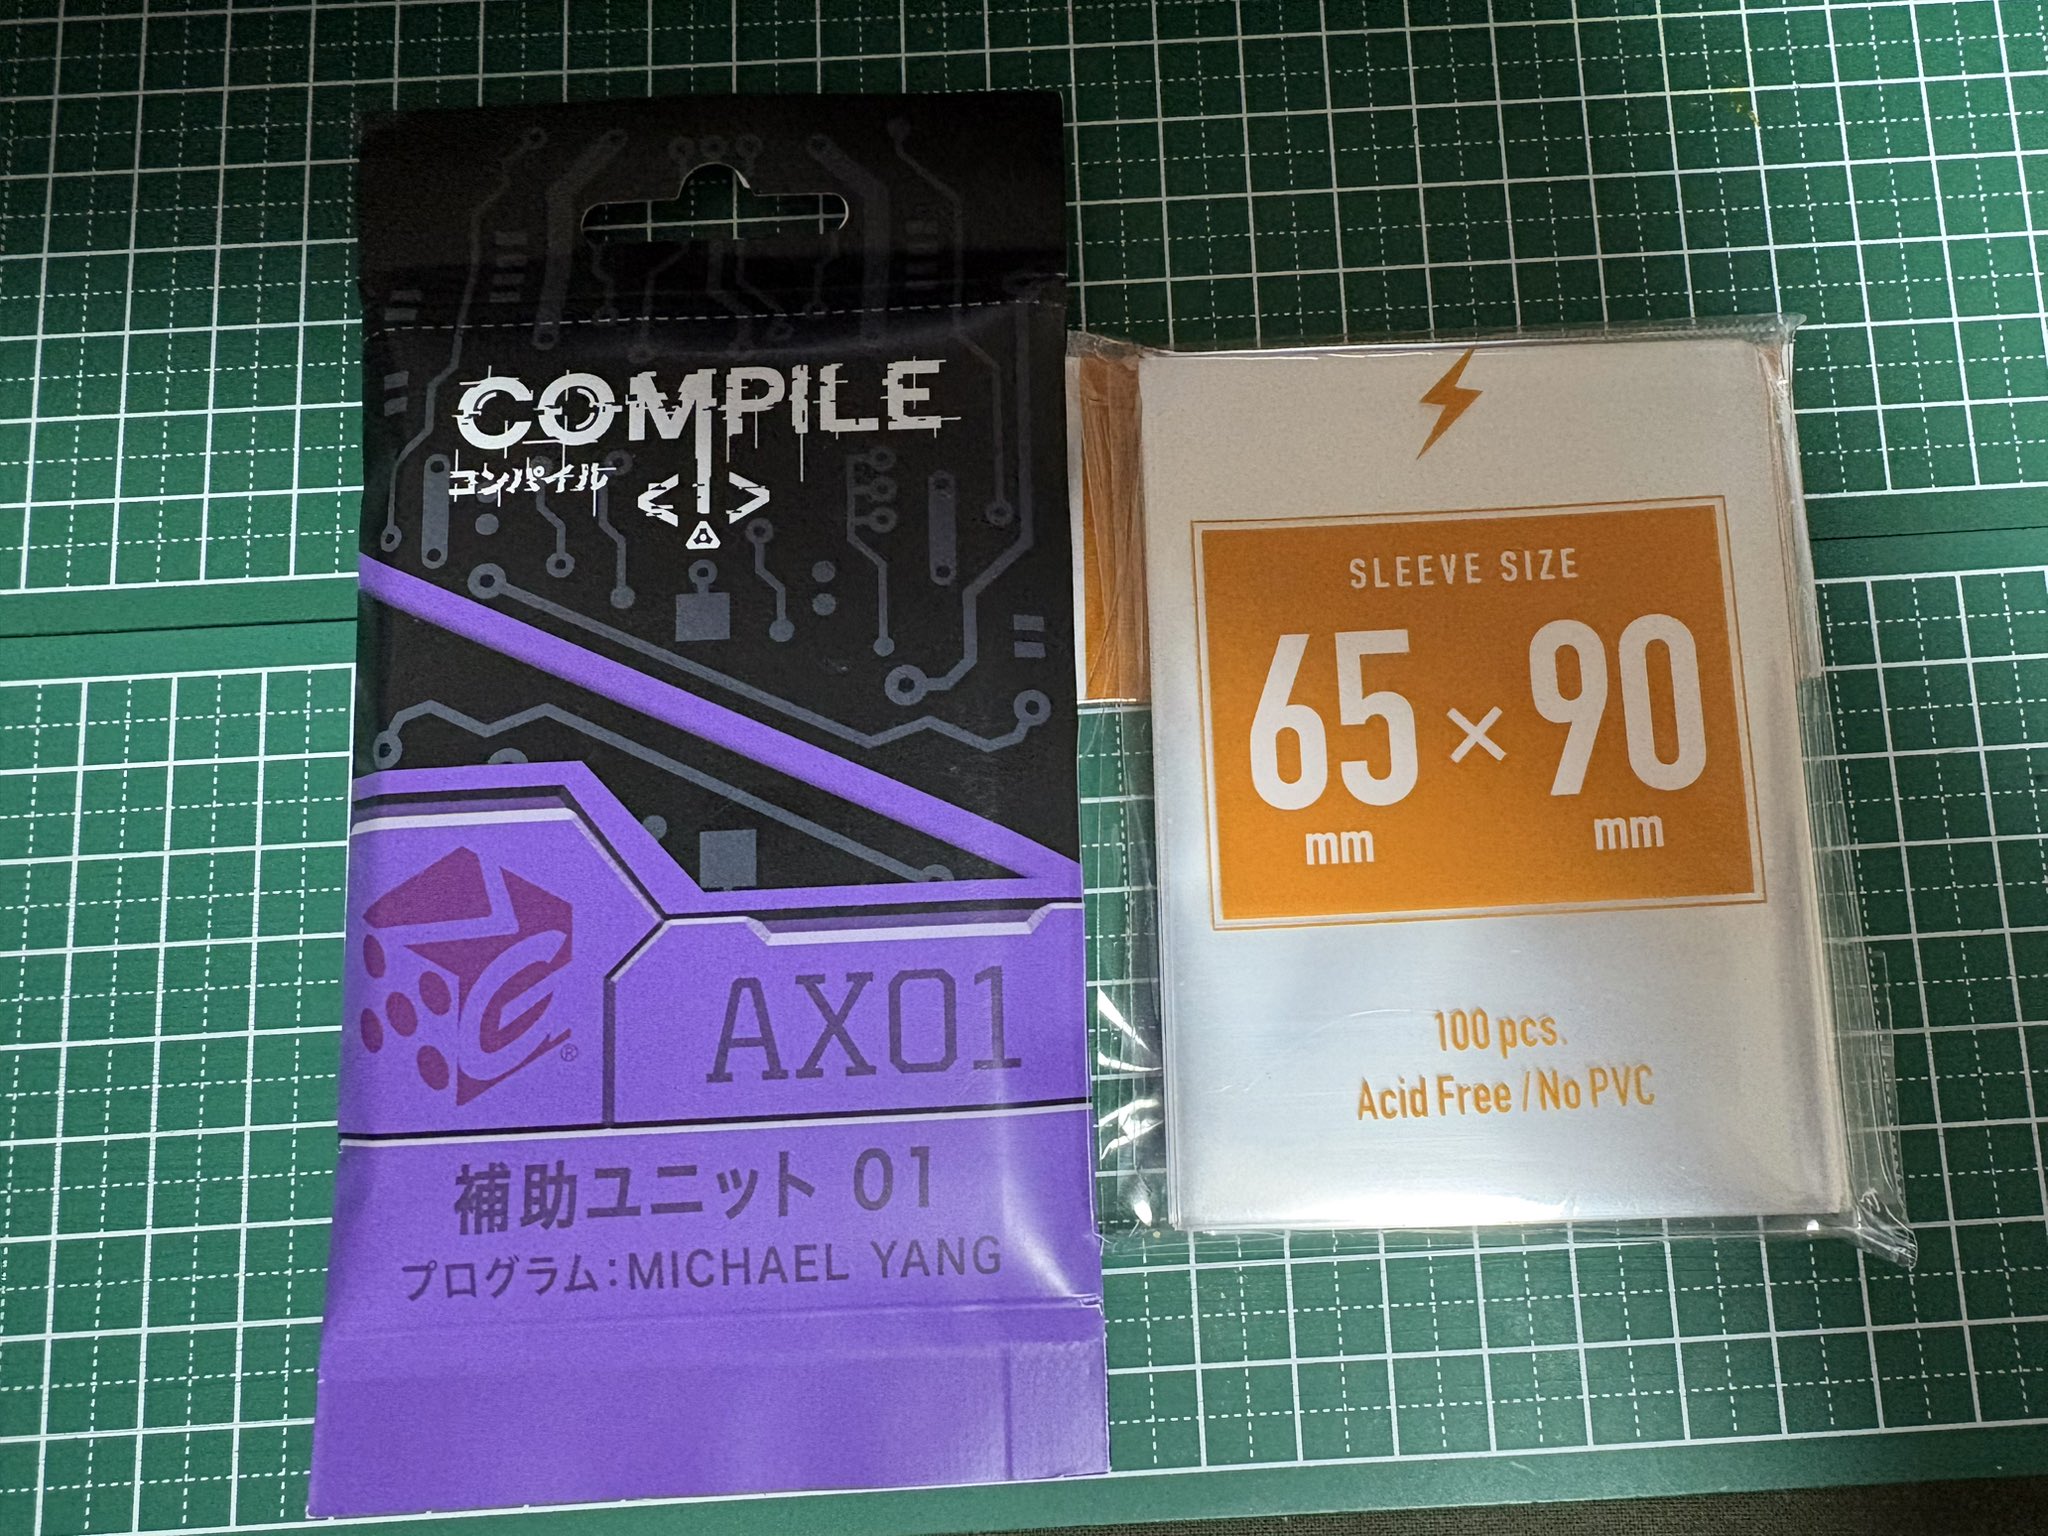 COMPILE
コンパイル
AX01
®
補助ユニット 01
プログラム：MICHAEL YANG
SLEEVE SIZE
65 × 90
mm mm
100 pcs.
Acid Free / No PVC